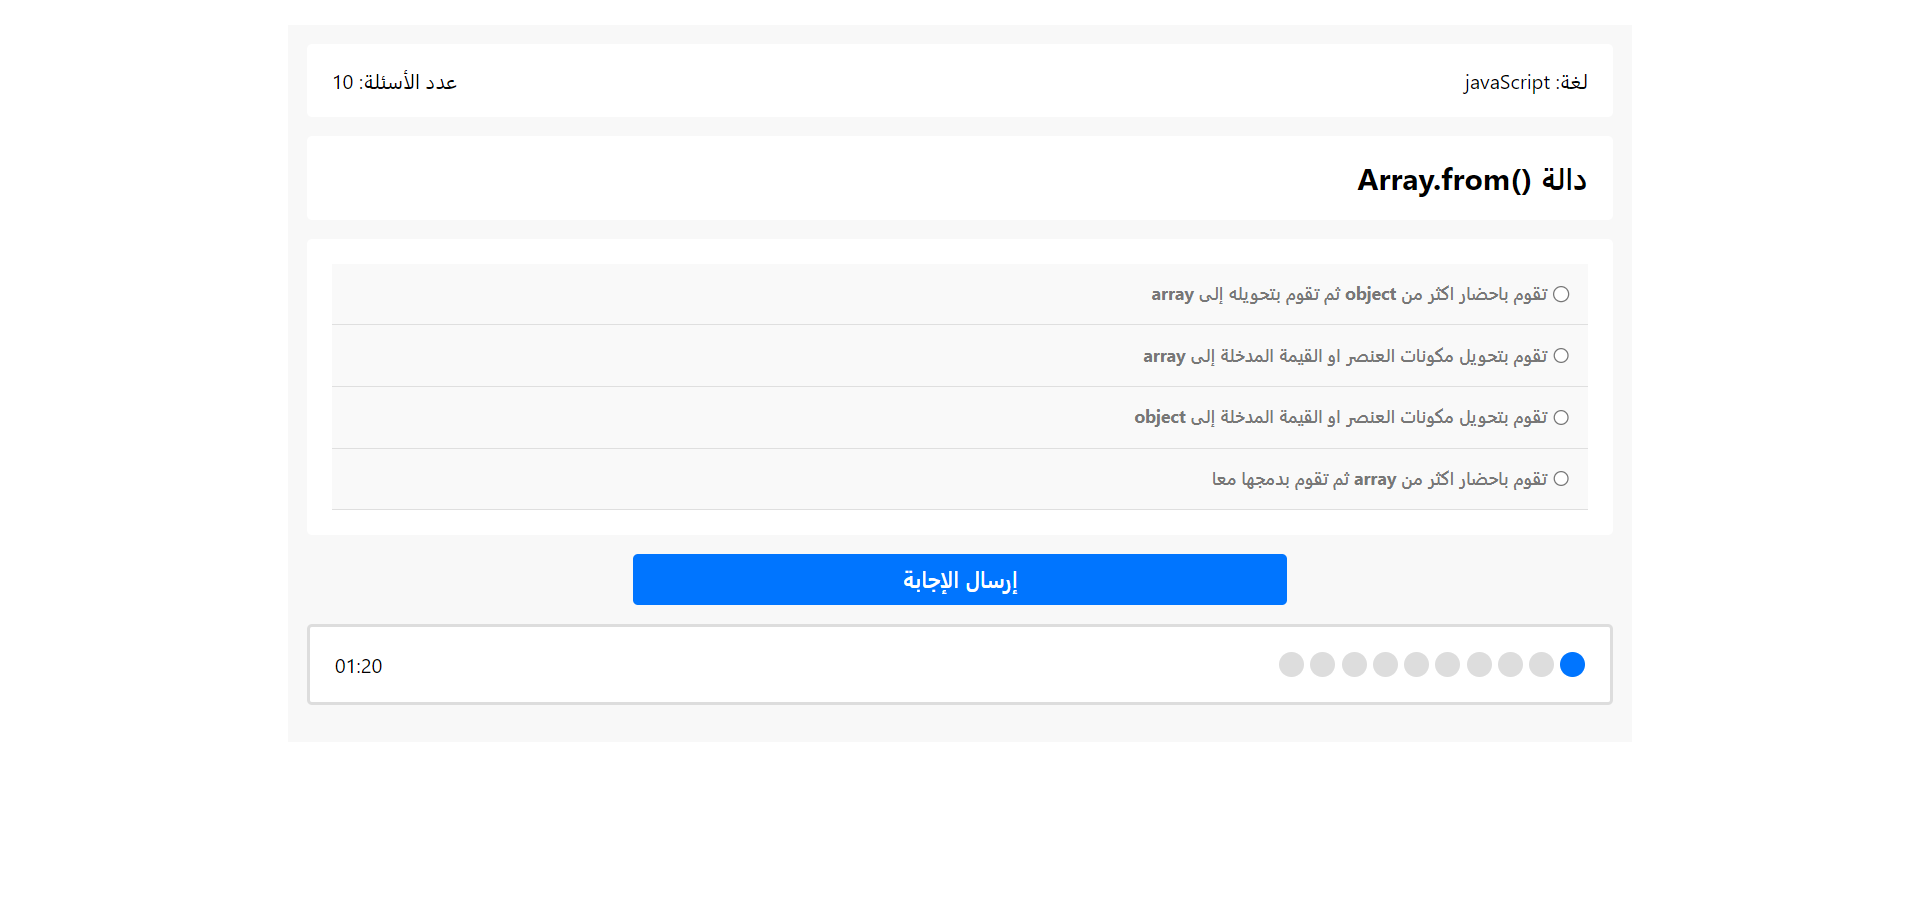 لغة: javaScript
عدد الأسئلة: 10
دالة Array.from()
تقوم باحضار اكثر من object ثم تقوم بتحويله إلى array
تقوم بتحويل مكونات العنصر او القيمة المدخلة إلى array
تقوم بتحويل مكونات العنصر او القيمة المدخلة إلى object
تقوم باحضار اكثر من array ثم تقوم بدمجها معا
إرسال الإجابة
01:20